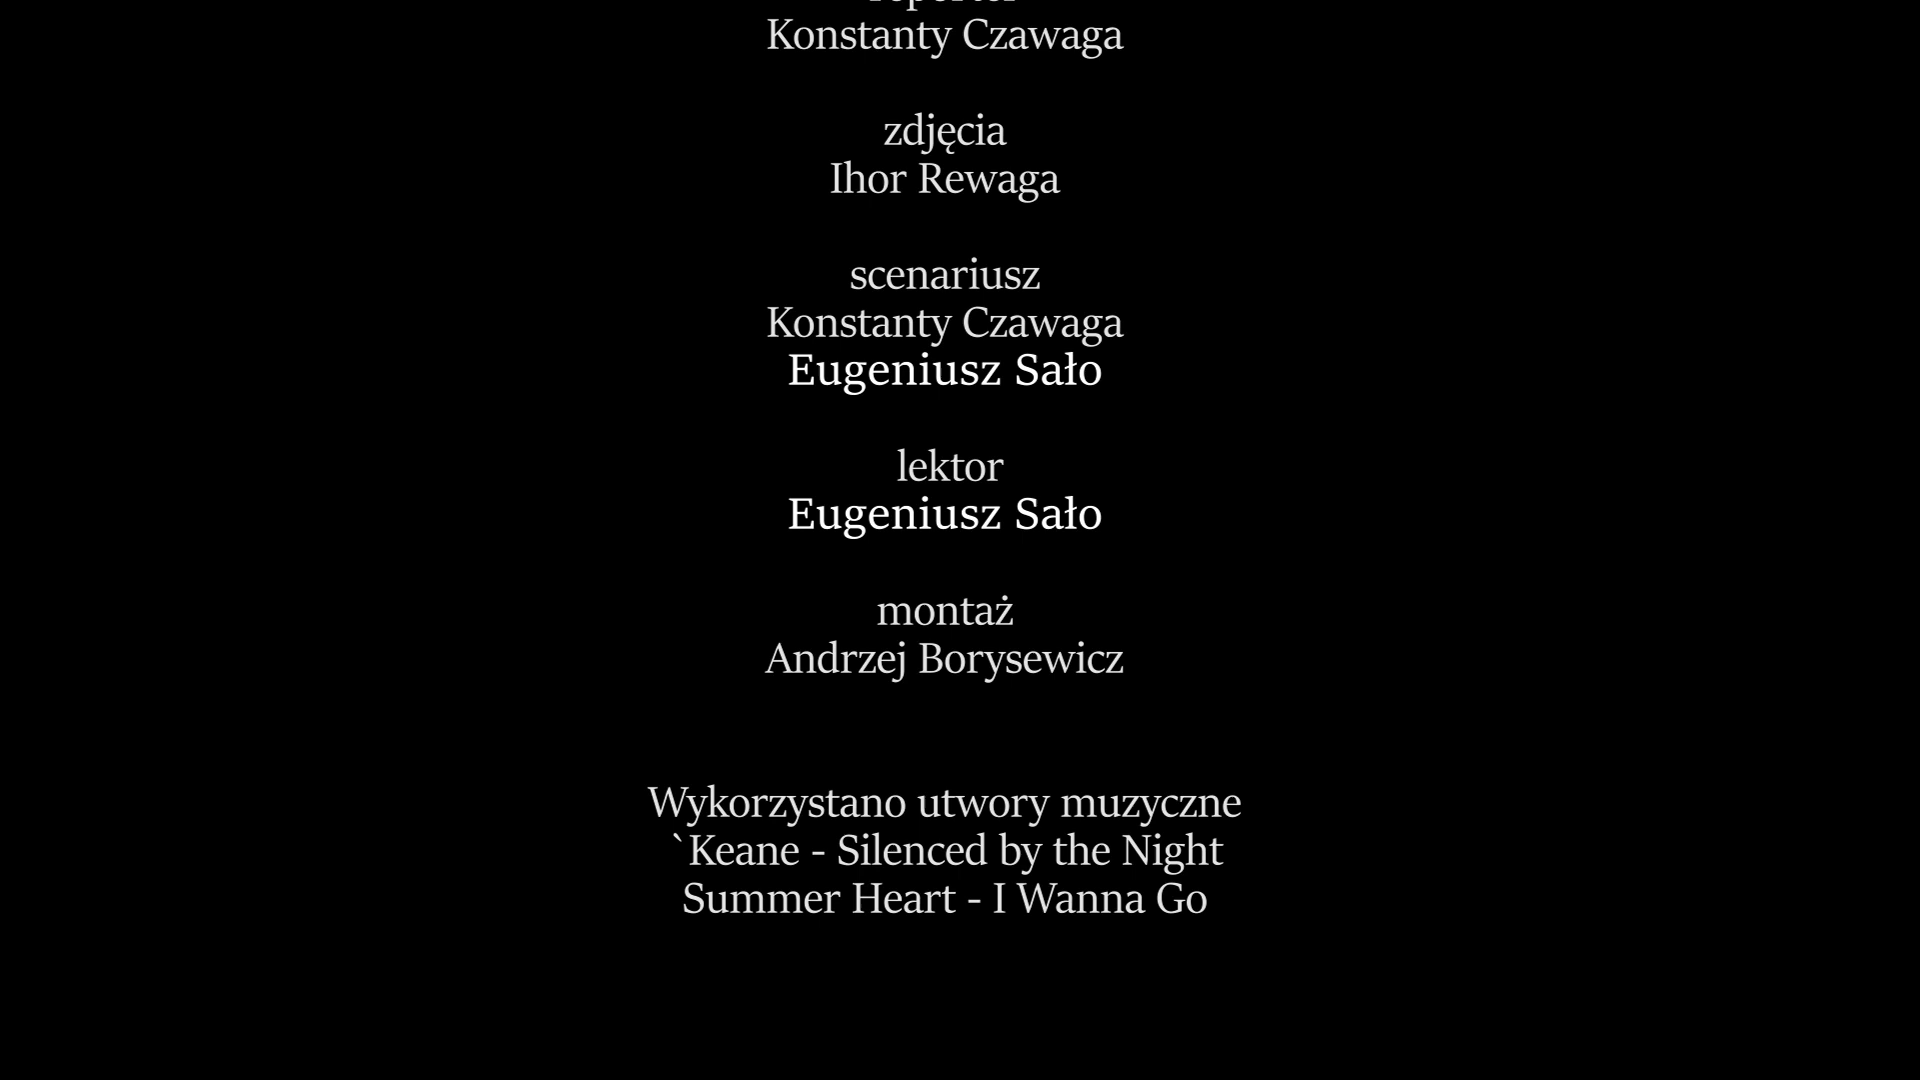 reporter
Konstanty Czawaga
zdjęcia
Ihor Rewaga
scenariusz
Konstanty Czawaga
Eugeniusz Sało
lektor
Eugeniusz Sało
montaż
Andrzej Borysewicz
Wykorzystano utwory muzyczne
`Keane - Silenced by the Night
Summer Heart - I Wanna Go